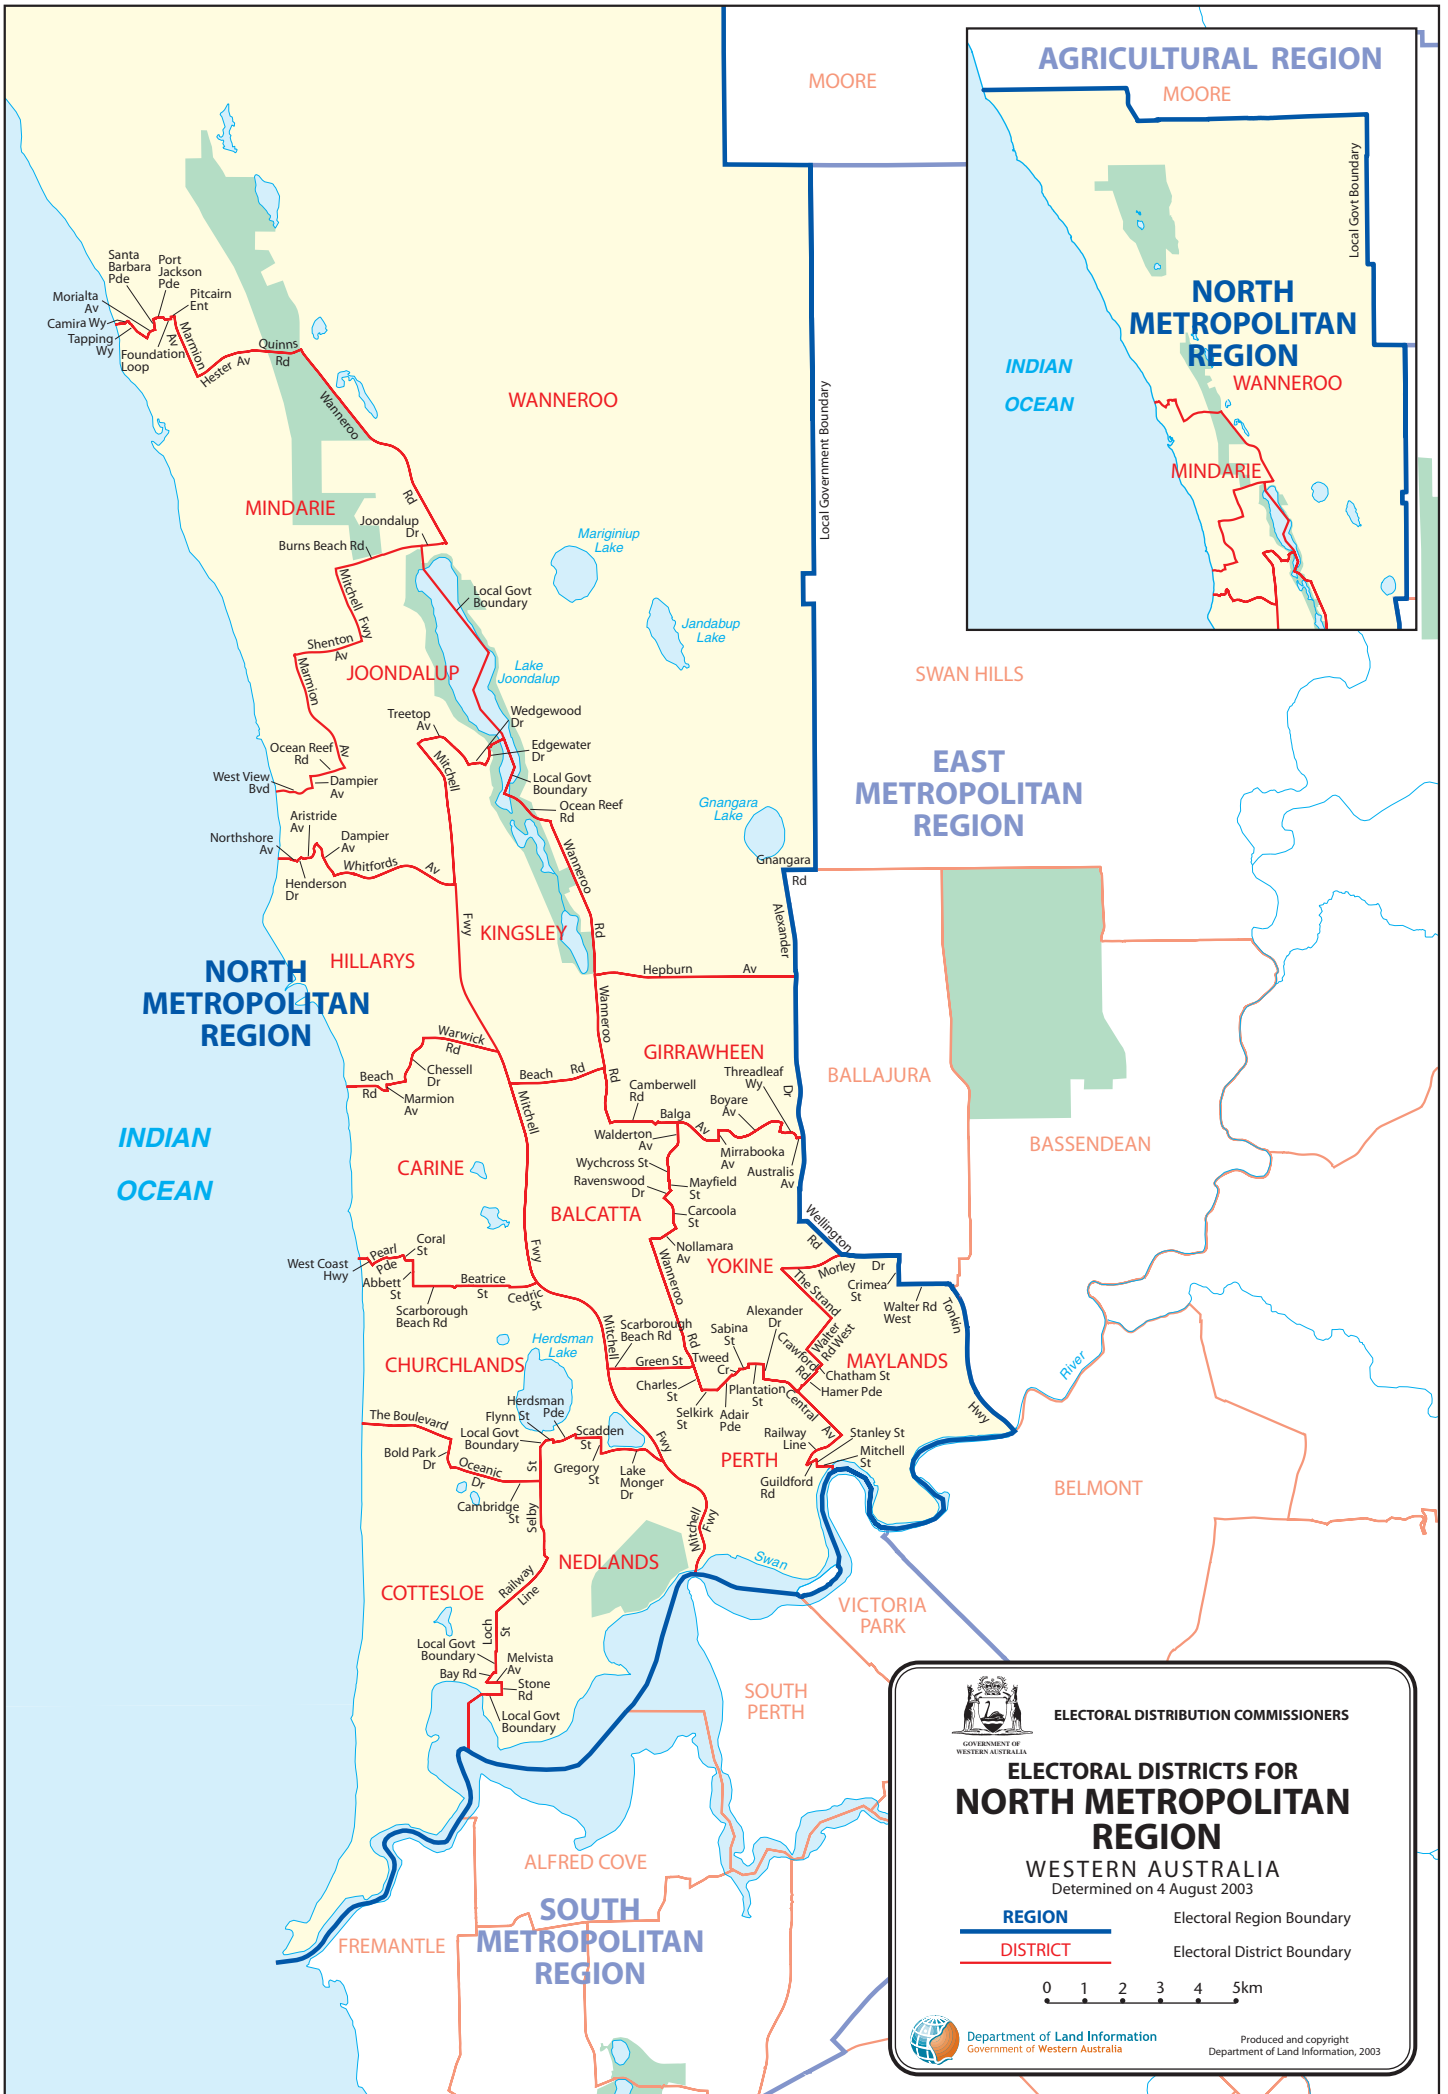 MOORE
AGRICULTURAL REGION
MOORE
Local Govt Boundary
NORTH
METROPOLITAN
REGION
INDIAN
OCEAN
WANNEROO
MINDARIE
Santa
Barbara
Pde
Port
Jackson
Pde
Morialta
Av
Pitcairn
Ent
Camira Wy
Tapping
Wy
Foundation
Loop
Marmion
Av
Hester Av
Quinns
Rd
Wanneroo
Rd
WANNEROO
Local Government Boundary
MINDARIE
Joondalup
Dr
Burns Beach Rd
Mariginiup
Lake
Mitchell
Fwy
Local Govt
Boundary
Jandabup
Lake
Shenton
Av
Marmion
Av
JOONDALUP
Lake
Joondalup
SWAN HILLS
Treetop
Av
Wedgewood
Dr
Edgewater
Dr
Mitchell
Fwy
Ocean Reef
Rd
West View
Bvd
Dampier
Av
Local Govt
Boundary
Ocean Reef
Rd
EAST
METROPOLITAN
REGION
Gnangara
Lake
Aristride
Av
Northshore
Av
Dampier
Av
Whitfords
Av
Henderson
Dr
Wanneroo
Rd
Gnangara
Rd
Alexander
Dr
KINGSLEY
HILLARYS
NORTH
METROPOLITAN
REGION
Hepburn
Av
Wanneroo
Rd
Warwick
Rd
GIRRAWHEEN
Beach
Rd
Chessell
Dr
Marmion
Av
Beach
Rd
Threadleaf
Wy
BALLAJURA
Camberwell
Rd
Boyare
Av
Balga
Av
Mitchell
Fwy
Walderton
Av
Mirrabooka
Av
Australis
Av
BASSENDEAN
INDIAN
OCEAN
CARINE
Wychcross St
Ravenswood
Dr
Mayfield
St
Carcoola
St
BALCATTA
Nollamara
Av
Wellington
Rd
YOKINE
Morley
Dr
Crimea
St
Walter Rd
West
Tonkin
Hwy
West Coast
Hwy
Pearl
Pde
Coral
St
Abbett
St
Beatrice
St
Cedric
St
Scarborough
Beach Rd
Wanneroo
Rd
The Strand
Mitchell
Fwy
Scarborough
Beach Rd
Alexander
Dr
Sabina
St
Walter
Rd West
Crawford
Rd
MAYLANDS
Herdsman
Lake
CHURCHLANDS
Green St
Tweed
Cr
Chatham St
Hamer Pde
Charles
St
Selkirk
St
Adair
Pde
Plantation
St
Central
Av
River
The Boulevard
Herdsman
Pde
Flynn St
Local Govt
Boundary
Scadden
St
Bold Park
Dr
Oceanic
Dr
Cambridge
St
Selby
St
Gregory
St
Lake
Monger
Dr
Railway
Line
Stanley St
Mitchell
St
PERTH
Guildford
Rd
BELMONT
Mitchell
Fwy
Swan
NEDLANDS
COTTESLOE
Railway
Line
VICTORIA
PARK
Loch
St
Local Govt
Boundary
Melvista
Av
Bay Rd
Stone
Rd
Local Govt
Boundary
SOUTH
PERTH
ALFRED COVE
SOUTH
METROPOLITAN
REGION
FREMANTLE
GOVERNMENT OF
WESTERN AUSTRALIA
ELECTORAL DISTRIBUTION COMMISSIONERS
ELECTORAL DISTRICTS FOR
NORTH METROPOLITAN
REGION
WESTERN AUSTRALIA
Determined on 4 August 2003
REGION
Electoral Region Boundary
DISTRICT
Electoral District Boundary
0 1 2 3 4 5km
Department of Land Information
Government of Western Australia
Produced and copyright
Department of Land Information, 2003